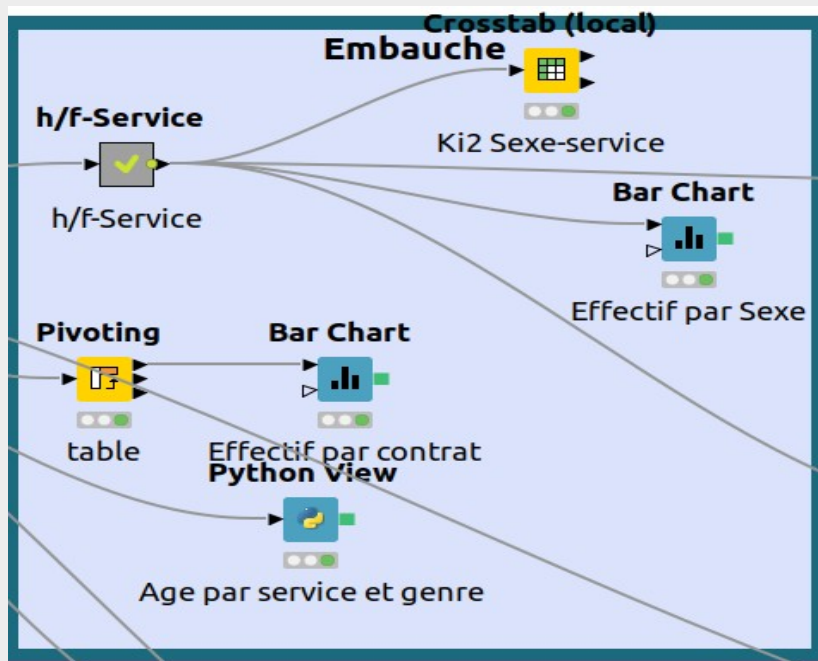 Crosstab (local)
Embauche
Ki2 Sexe-service
h/f-Service
h/f-Service
Bar Chart
Effectif par Sexe
Pivoting
table
Bar Chart
Effectif par contrat
Python View
Age par service et genre